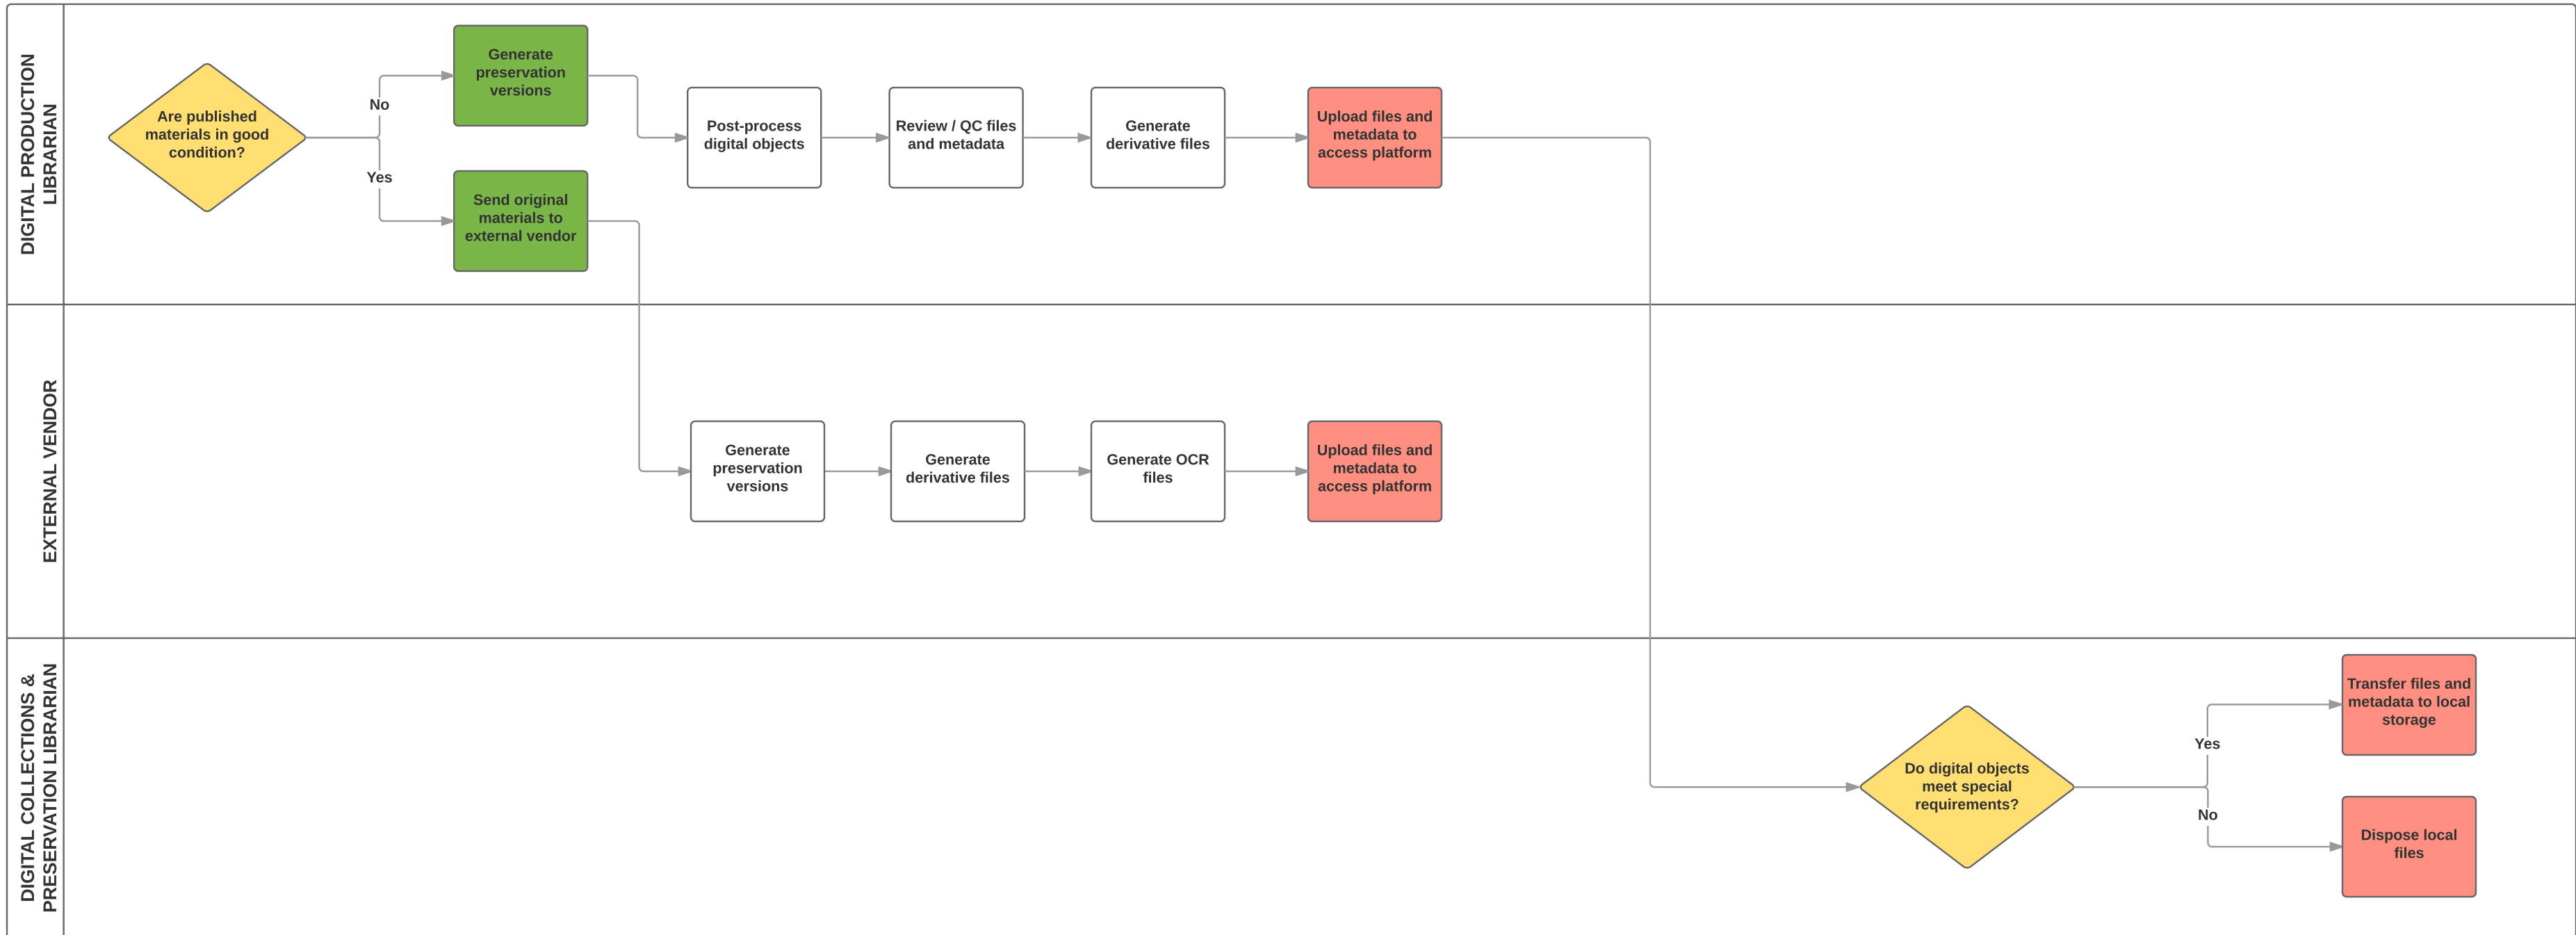 DIGITAL PRODUCTION
LIBRARIAN
Are published
materials in good
condition?
No
Yes
Generate
preservation
versions
Send original
materials to
external vendor
Post-process
digital objects
Review / QC files
and metadata
Generate
derivative files
Upload files and
metadata to
access platform
EXTERNAL VENDOR
Generate
preservation
versions
Generate
derivative files
Generate OCR
files
Upload files and
metadata to
access platform
DIGITAL COLLECTIONS &
PRESERVATION LIBRARIAN
Do digital objects
meet special
requirements?
Yes
No
Transfer files and
metadata to local
storage
Dispose local
files